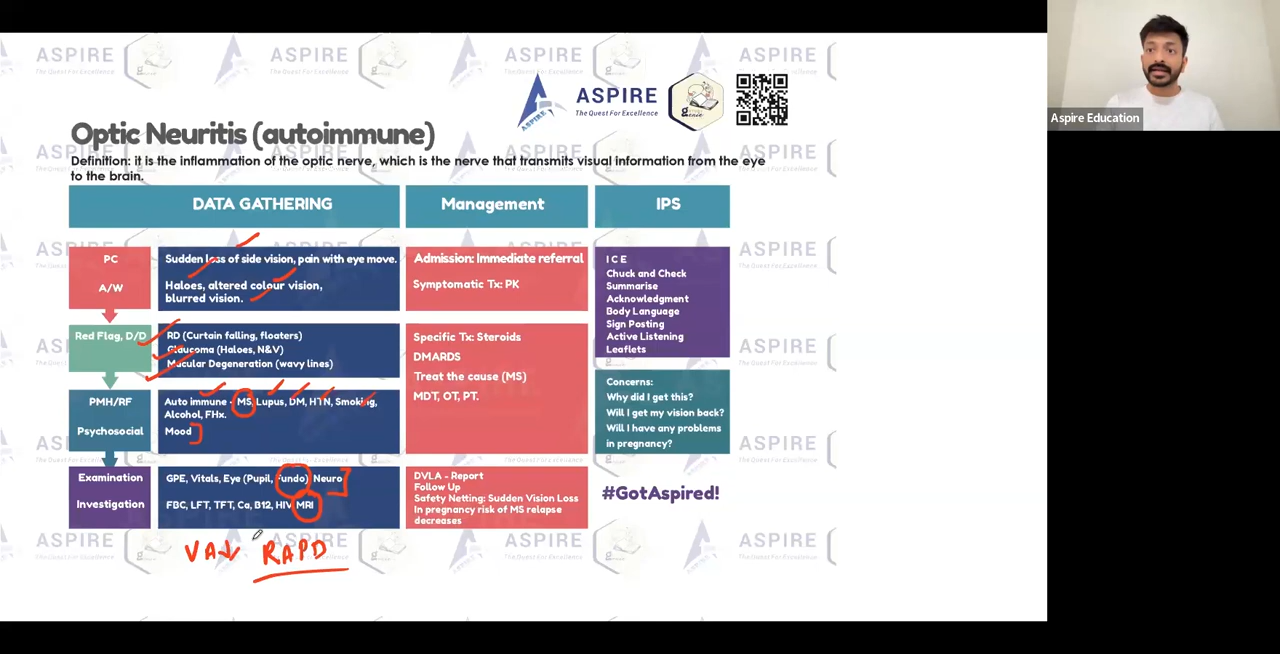 ASPIRE
The Quest For Excellence
Genie
Aspire Education
Optic Neuritis (autoimmune)
Definition: it is the inflammation of the optic nerve, which is the nerve that transmits visual information from the eye
to the brain.
DATA GATHERING
Management
IPS
PC
A/W
Sudden loss of side vision, pain with eye move.
Haloes, altered colour vision,
blurred vision.
Admission: Immediate referral
Symptomatic Tx: PK
I C E
Chuck and Check
Summarise
Acknowledgment
Body Language
Sign Posting
Active Listening
Leaflets
Red Flag, D/D
RD (Curtain falling, floaters)
Glaucoma (Haloes, N&V)
Macular Degeneration (wavy lines)
Specific Tx: Steroids
DMARDS
Treat the cause (MS)
MDT, OT, PT.
PMH/RF
Psychosocial
Auto immune - MS, Lupus, DM, HTN, Smoking,
Alcohol, FHx.
Mood
Concerns:
Why did I get this?
Will I get my vision back?
Will I have any problems
in pregnancy?
Examination
Investigation
GPE, Vitals, Eye (Pupil, Fundo) Neuro
FBC, LFT, TFT, Ca, B12, HIV, MRI
DVLA - Report
Follow Up
Safety Netting: Sudden Vision Loss
In pregnancy risk of MS relapse
decreases
#GotAspired!
VA↓ RAPD